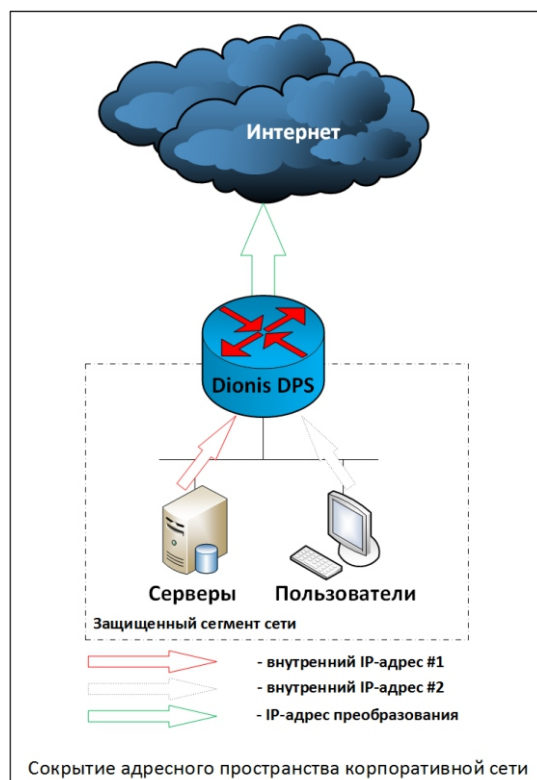 Интернет
Dionis DPS
Серверы
Пользователи
Защищенный сегмент сети
- внутренний IP-адрес #1
- внутренний IP-адрес #2
- IP-адрес преобразования
Сокрытие адресного пространства корпоративной сети